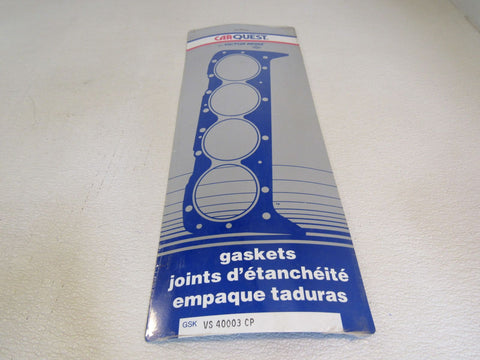 CARQUEST
gaskets
joints d'étanchéité
empaque taduras
GSK VS 40003 CP